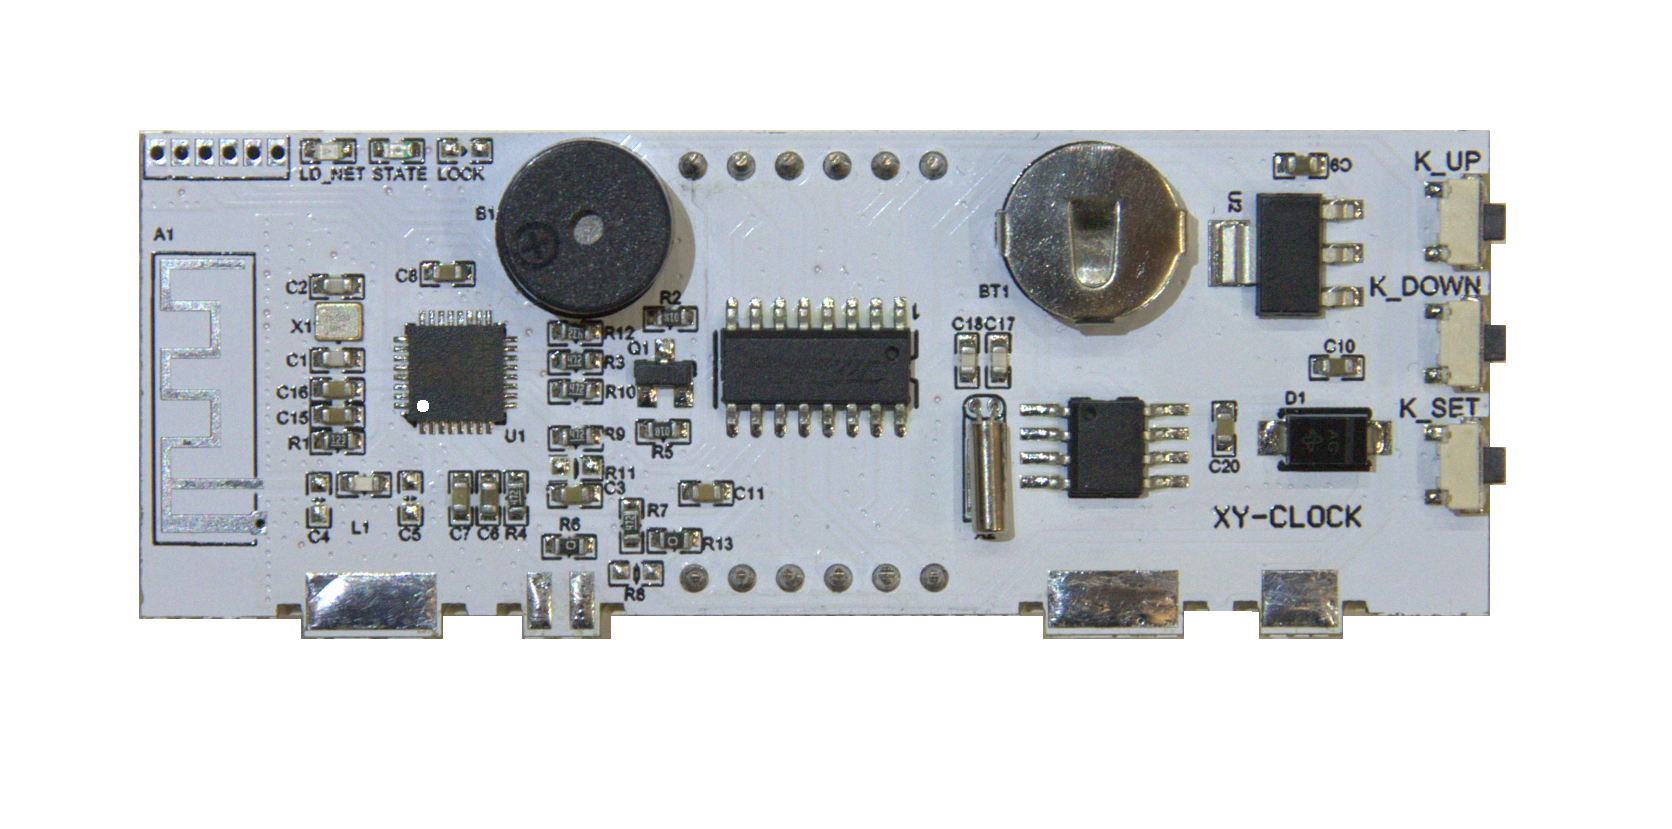 K_UP
C9
LD_NET STATE LOCK
B1
U2
A1
C8
C2
K_DOWN
BT1
R2
X1
C18 C17
R12
Q1
C10
C1
R3
C16
R10
D1
K_SET
C15
U1
R9
R1
R5
C20
R11
C3
C11
XY-CLOCK
R7
L1
R6
C4
C5
C7 C6 R4
R13
R8